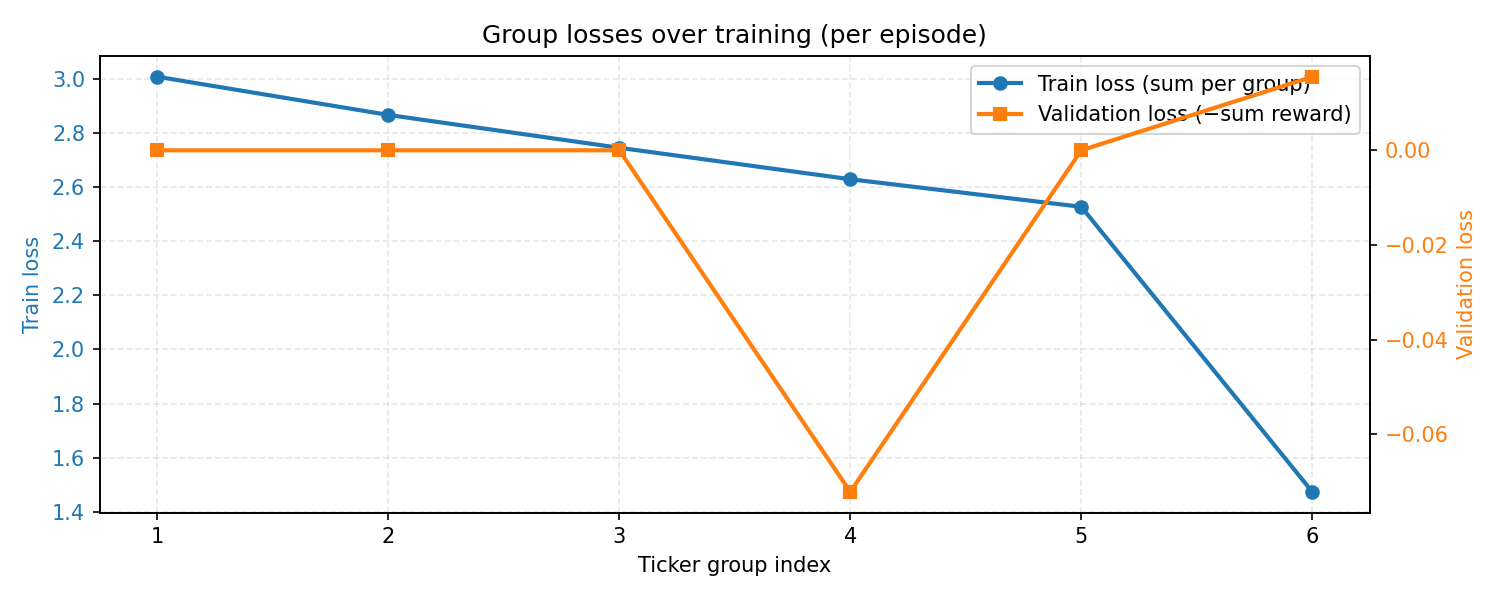 Group losses over training (per episode)
Train loss (sum per group)
Validation loss (−sum reward)
Train loss
3.0
2.8
2.6
2.4
2.2
2.0
1.8
1.6
1.4
0.00
−0.02
−0.04
−0.06
Validation loss
1 2 3 4 5 6
Ticker group index